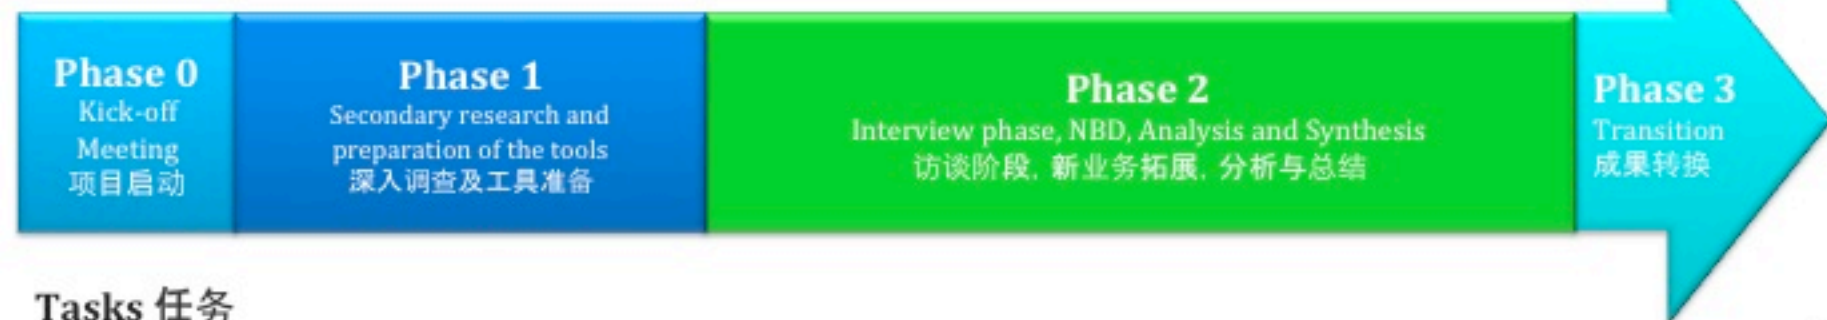 Phase 0
Kick-off
Meeting
项目启动
Phase 1
Secondary research and
preparation of the tools
深入调查及工具准备
Phase 2
Interview phase, NBD, Analysis and Synthesis
访谈阶段, 新业务拓展, 分析与总结
Phase 3
Transition
成果转换
Tasks 任务